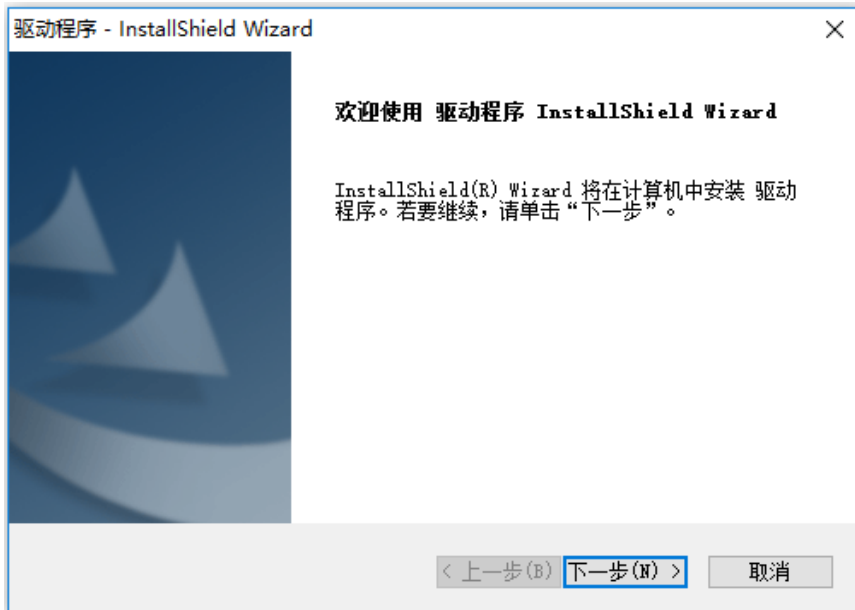 驱动程序 - InstallShield Wizard
欢迎使用 驱动程序 InstallShield Wizard
InstallShield(R) Wizard 将在计算机中安装 驱动
程序。若要继续，请单击“下一步”。
< 上一步(B) 下一步(N) > 取消